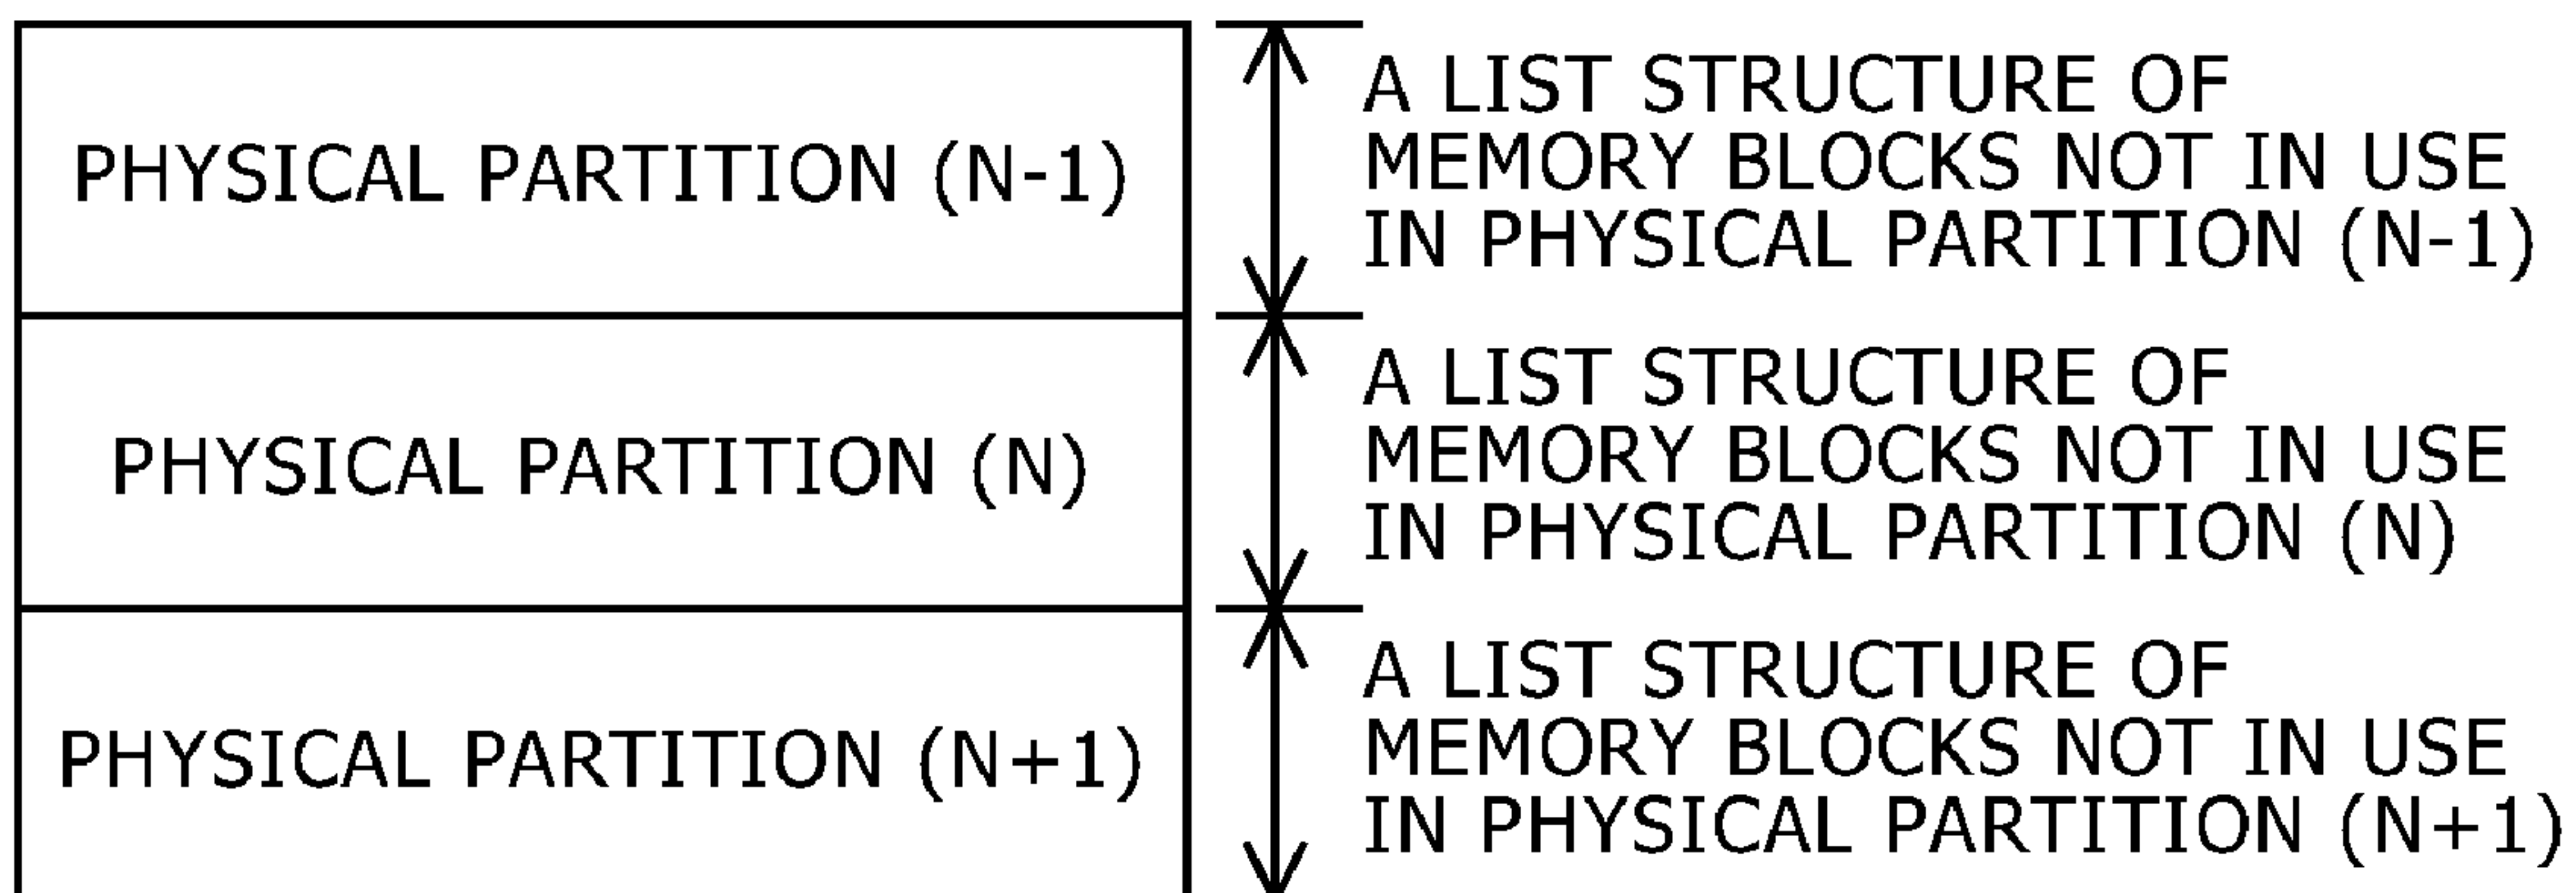 PHYSICAL PARTITION (N-1)
A LIST STRUCTURE OF
MEMORY BLOCKS NOT IN USE
IN PHYSICAL PARTITION (N-1)
PHYSICAL PARTITION (N)
A LIST STRUCTURE OF
MEMORY BLOCKS NOT IN USE
IN PHYSICAL PARTITION (N)
PHYSICAL PARTITION (N+1)
A LIST STRUCTURE OF
MEMORY BLOCKS NOT IN USE
IN PHYSICAL PARTITION (N+1)